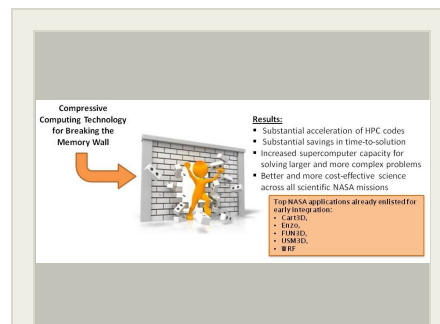 Compressive
Computing Technology
for Breaking the
Memory Wall
Results:
▪ Substantial acceleration of HPC codes
▪ Substantial savings in time-to-solution
▪ Increased supercomputer capacity for
solving larger and more complex problems
▪ Better and more cost-effective science
across all scientific NASA missions
Top NASA applications already enlisted for
early integration:
• Cart3D,
• Enzo,
• FUN3D,
• USM3D,
• WRF